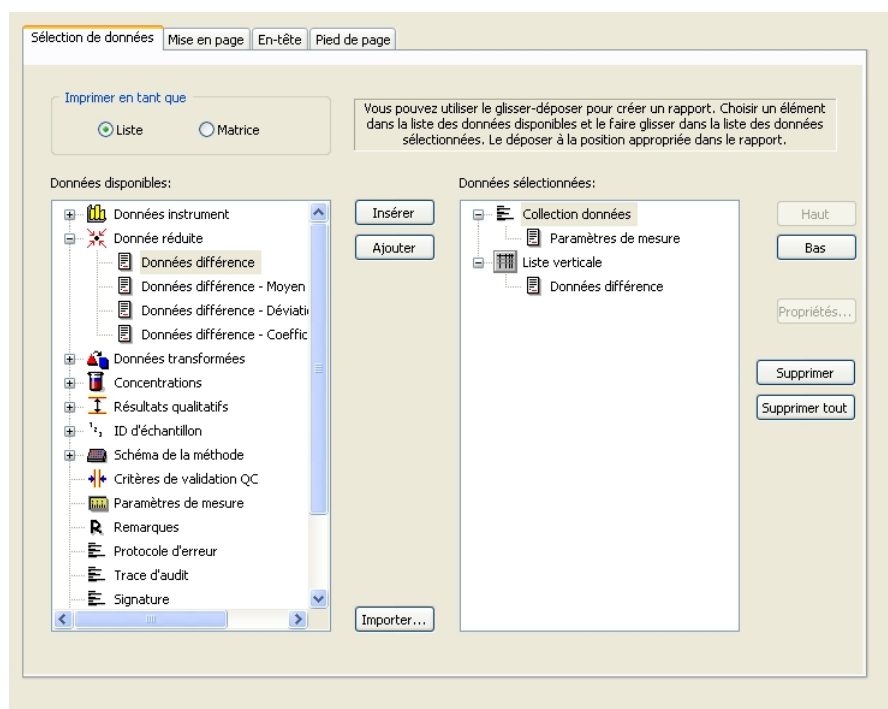 Sélection de données
Mise en page
En-tête
Pied de page
Imprimer en tant que
Liste
Matrice
Vous pouvez utiliser le glisser-déposer pour créer un rapport. Choisir un élément
dans la liste des données disponibles et le faire glisser dans la liste des données
sélectionnées. Le déposer à la position appropriée dans le rapport.
Données disponibles:
Données instrument
Donnée réduite
Données différence
Données différence - Moyen
Données différence - Déviati
Données différence - Coeffic
Données transformées
Concentrations
Résultats qualitatifs
ID d'échantillon
Schéma de la méthode
Critères de validation QC
Paramètres de mesure
Remarques
Protocole d'erreur
Trace d'audit
Signature
Insérer
Ajouter
Importer...
Données sélectionnées:
Collection données
Paramètres de mesure
Liste verticale
Données différence
Haut
Bas
Propriétés...
Supprimer
Supprimer tout